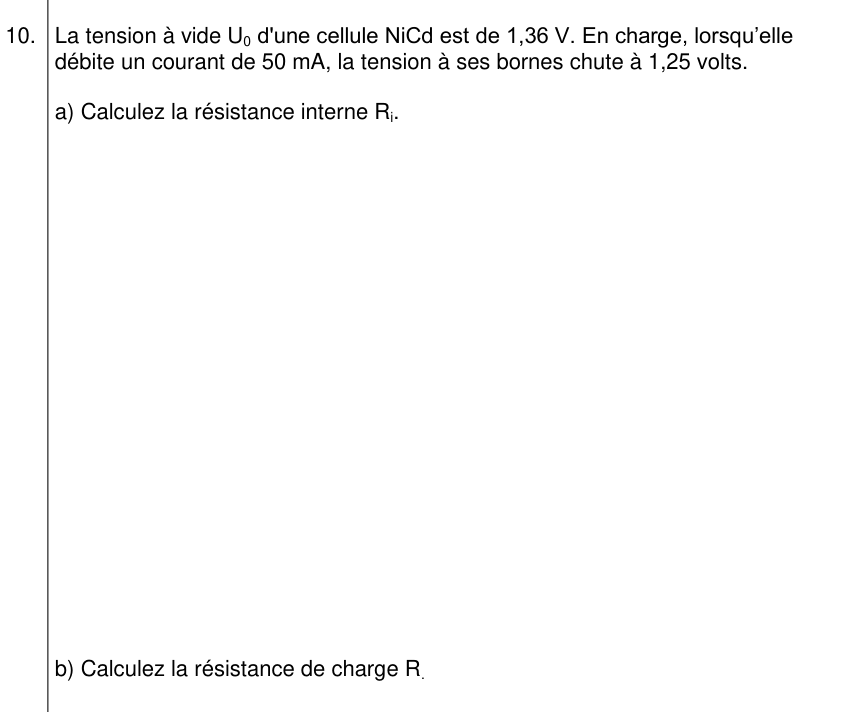 10. La tension à vide U₀ d'une cellule NiCd est de 1,36 V. En charge, lorsqu'elle
débite un courant de 50 mA, la tension à ses bornes chute à 1,25 volts.
a) Calculez la résistance interne Rᵢ.
b) Calculez la résistance de charge R.